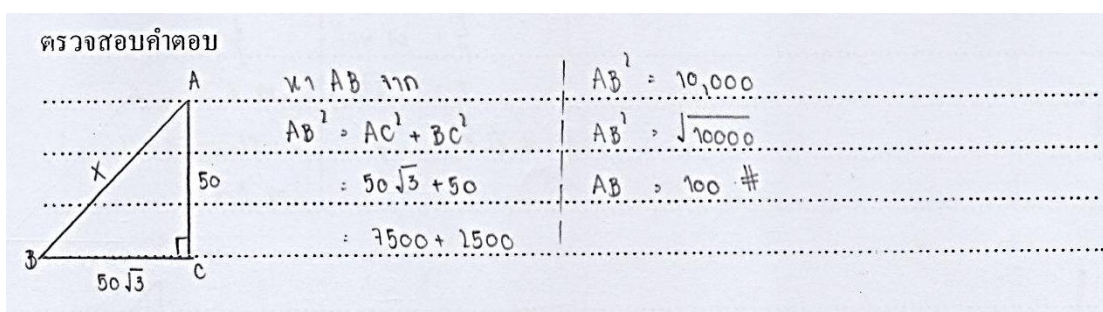 ตรวจสอบคำตอบ
A
X
50
B
50√3
C
หา AB จาก
AB² = AC² + BC²
= 50√3 + 50
= 7500 + 2500
AB² = 10,000
AB² = √10000
AB = 100 #